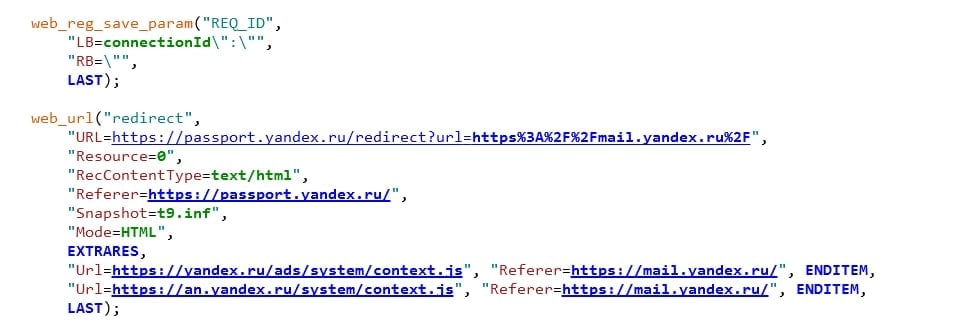 web_reg_save_param("REQ_ID",
"LB=connectionId\":\"",
"RB=\"",
LAST);
web_url("redirect",
"URL=https://passport.yandex.ru/redirect?url=https%3A%2F%2Fmail.yandex.ru%2F",
"Resource=0",
"RecContentType=text/html",
"Referer=https://passport.yandex.ru/",
"Snapshot=t9.inf",
"Mode=HTML",
EXTRARES,
"Url=https://yandex.ru/ads/system/context.js", "Referer=https://mail.yandex.ru/", ENDITEM,
"Url=https://an.yandex.ru/system/context.js", "Referer=https://mail.yandex.ru/", ENDITEM,
LAST);